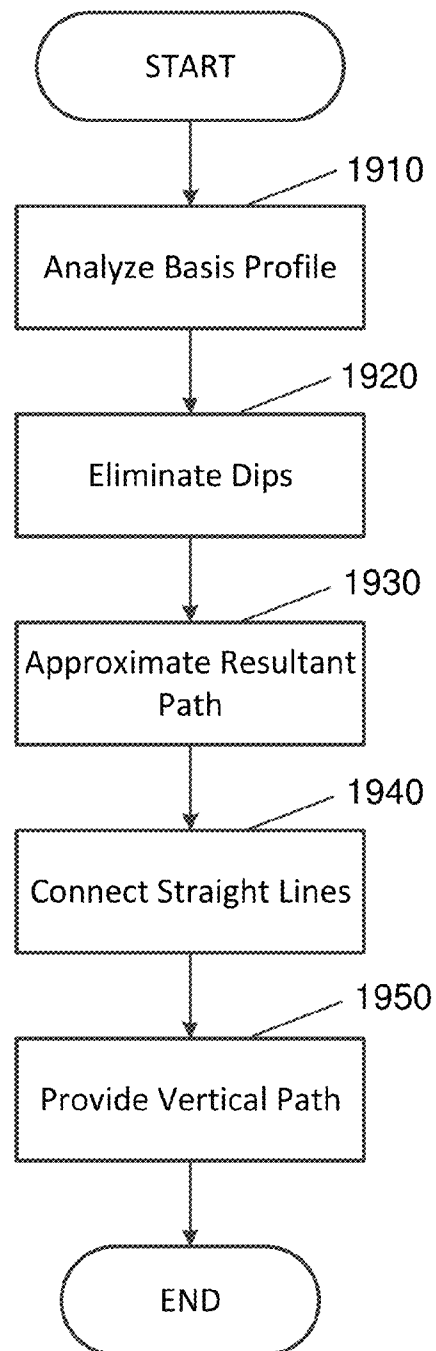 START
1910
Analyze Basis Profile
1920
Eliminate Dips
1930
Approximate Resultant
Path
1940
Connect Straight Lines
1950
Provide Vertical Path
END